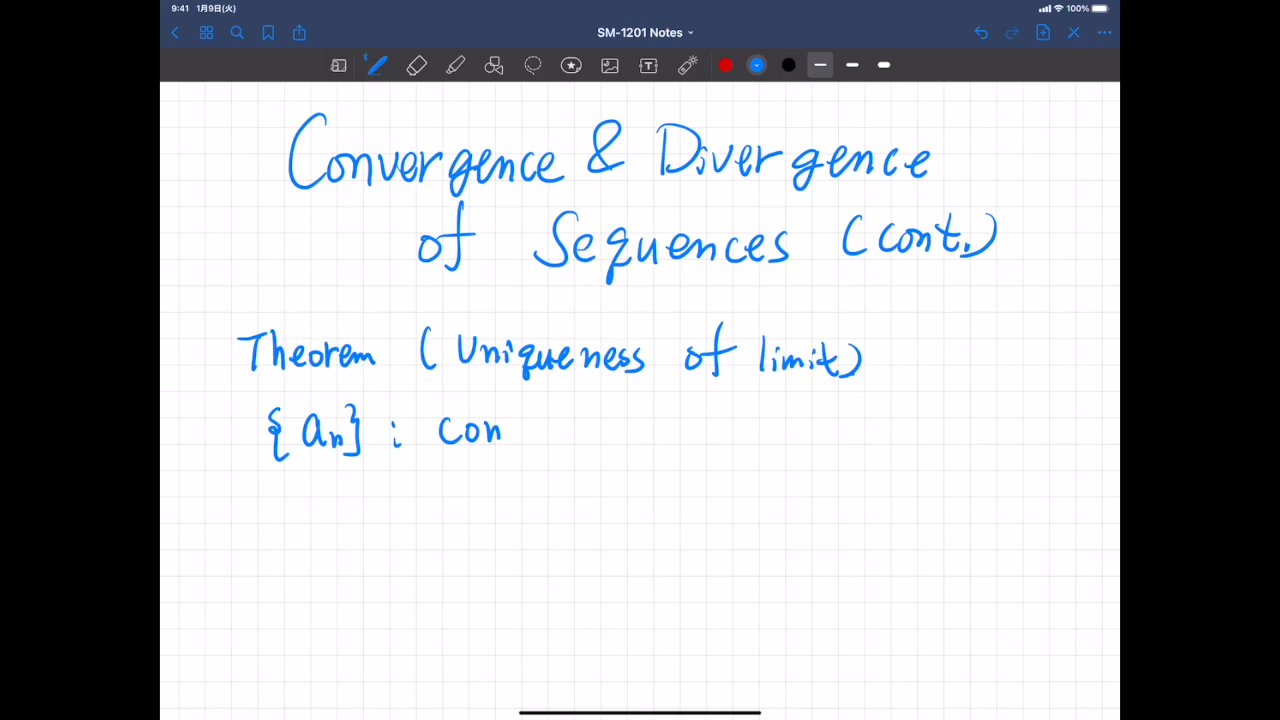 9:41 1月9日(火) 100%
SM-1201 Notes
Convergence & Divergence
of Sequences (cont.)
Theorem (Uniqueness of limit)
{an} : con